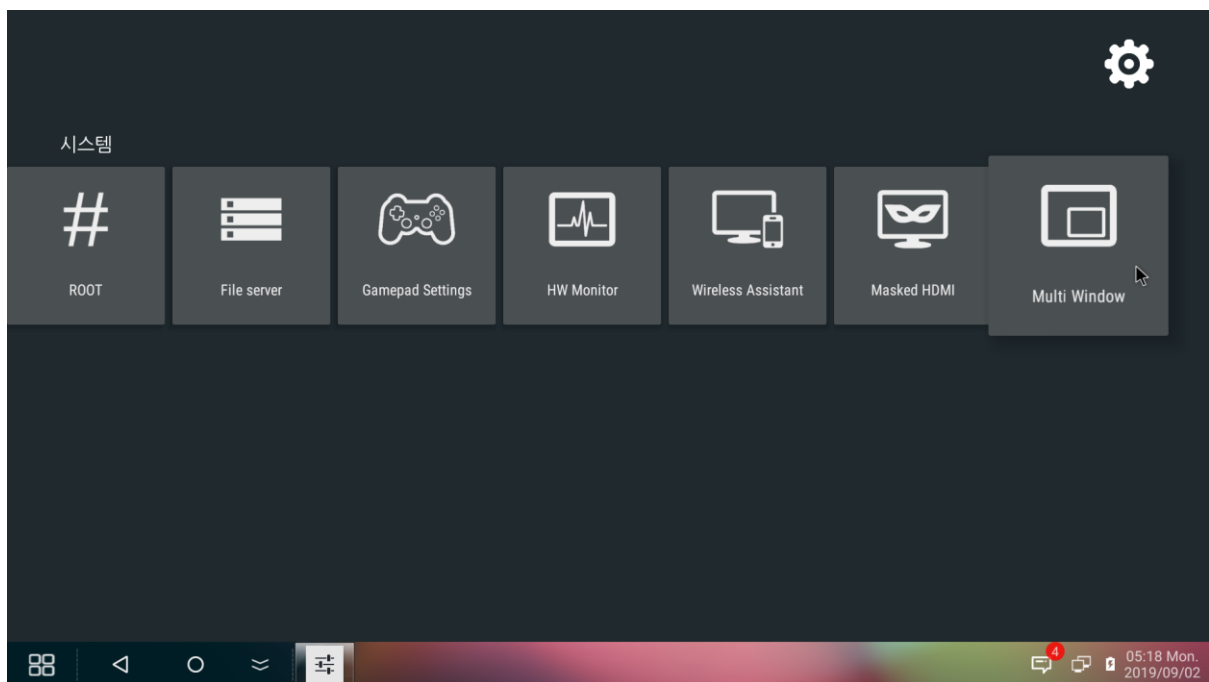 시스템
ROOT
File server
Gamepad Settings
HW Monitor
Wireless Assistant
Masked HDMI
Multi Window
4
05:18 Mon.
2019/09/02